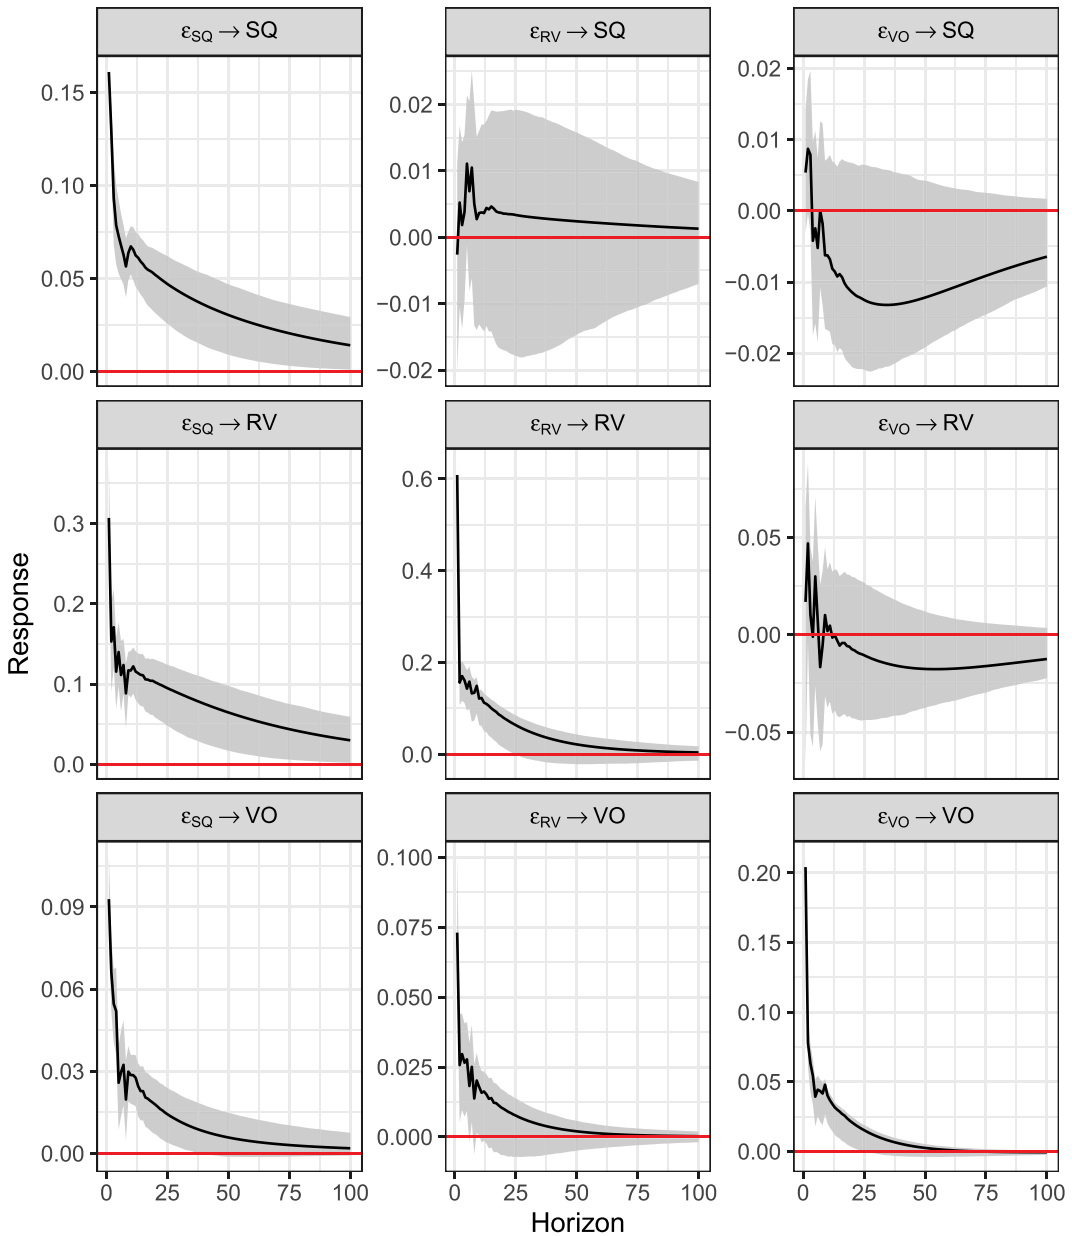 ε_SQ → SQ
ε_RV → SQ
ε_VO → SQ
0.15
0.10
0.05
0.00
0.02
0.01
0.00
−0.01
−0.02
0.02
0.01
0.00
−0.01
−0.02
ε_SQ → RV
ε_RV → RV
ε_VO → RV
0.3
0.2
0.1
0.0
0.6
0.4
0.2
0.0
0.05
0.00
−0.05
Response
ε_SQ → VO
ε_RV → VO
ε_VO → VO
0.09
0.06
0.03
0.00
0.100
0.075
0.050
0.025
0.000
0.20
0.15
0.10
0.05
0.00
0 25 50 75 100
0 25 50 75 100
0 25 50 75 100
Horizon